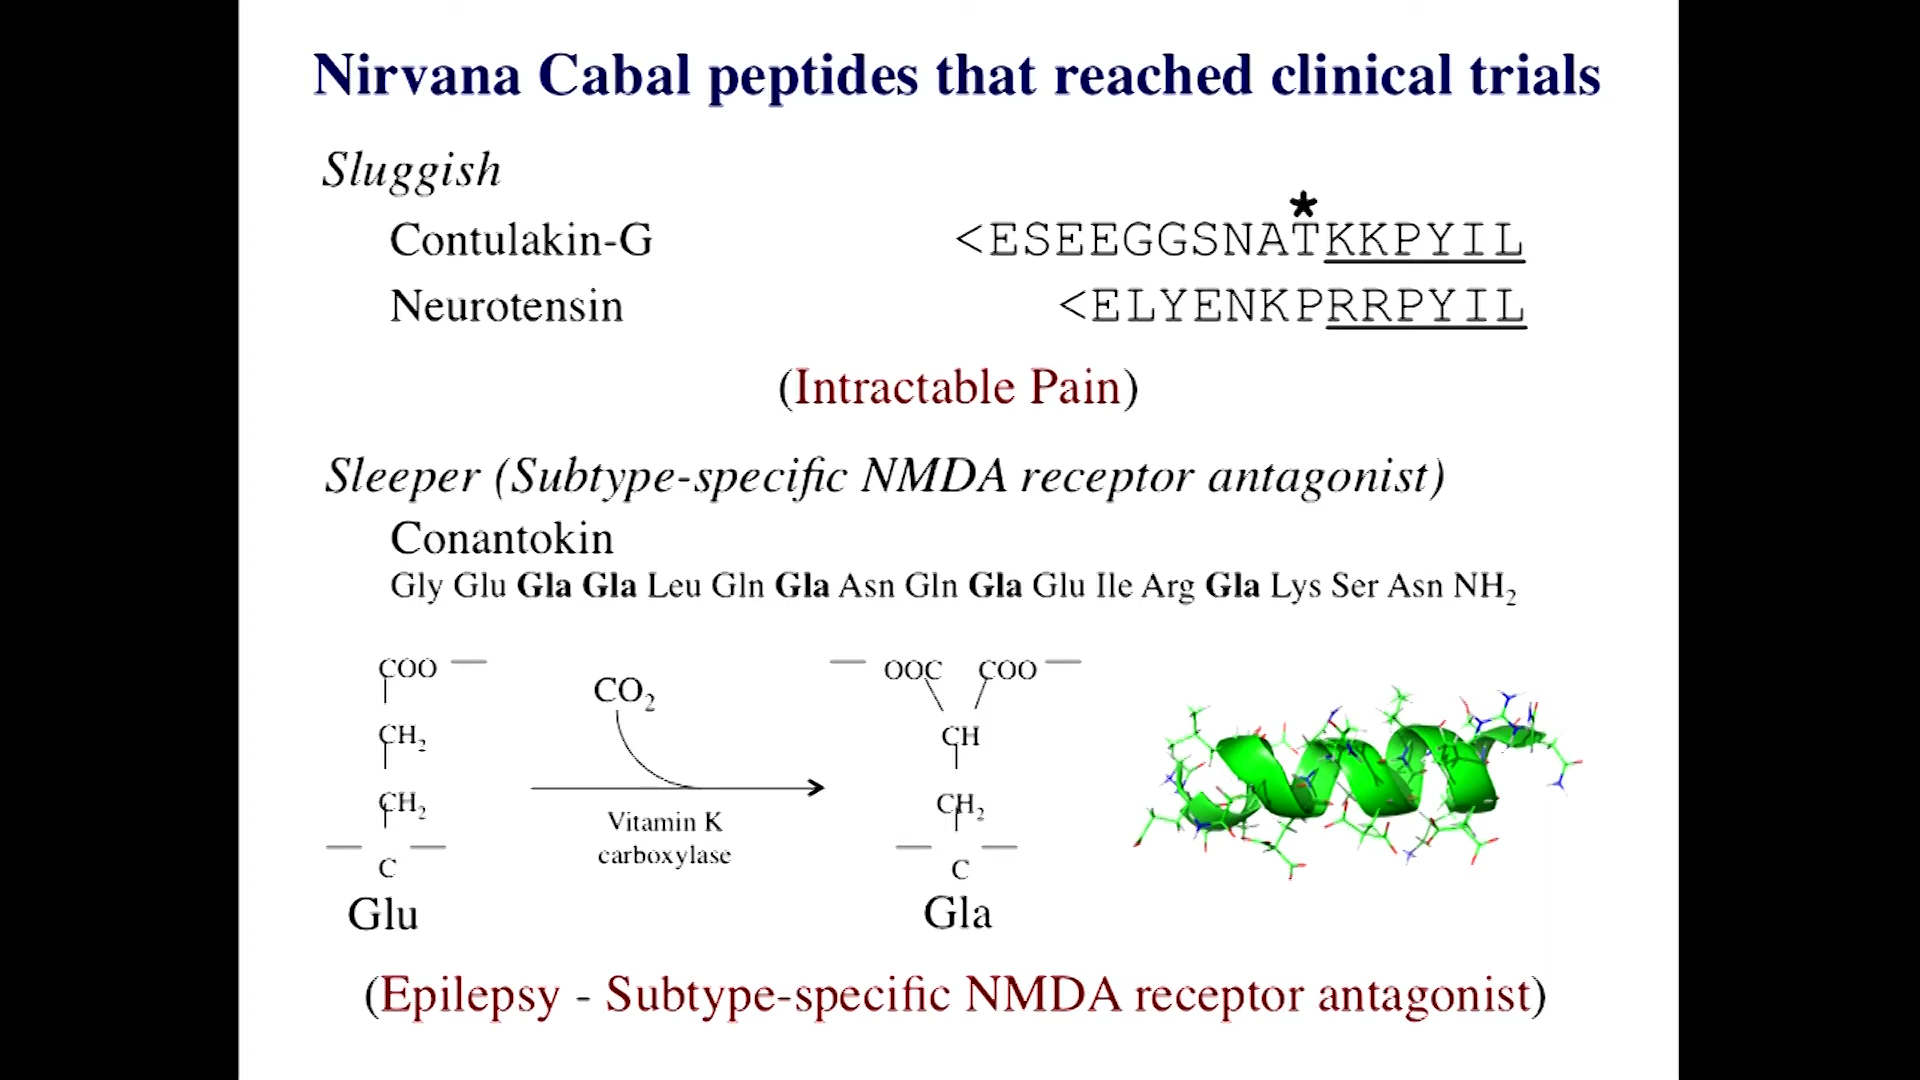 Nirvana Cabal peptides that reached clinical trials
Sluggish
*
Contulakin-G <ESEEGGSNATKKPYIL
Neurotensin <ELYENKPRRPYIL
(Intractable Pain)
Sleeper (Subtype-specific NMDA receptor antagonist)
Conantokin
Gly Glu Gla Gla Leu Gln Gla Asn Gln Gla Glu Ile Arg Gla Lys Ser Asn NH₂
COO —
CH₂
CH₂
— C —
Glu
CO₂
Vitamin K
carboxylase
— OOC COO —
CH
CH₂
— C —
Gla
(Epilepsy - Subtype-specific NMDA receptor antagonist)